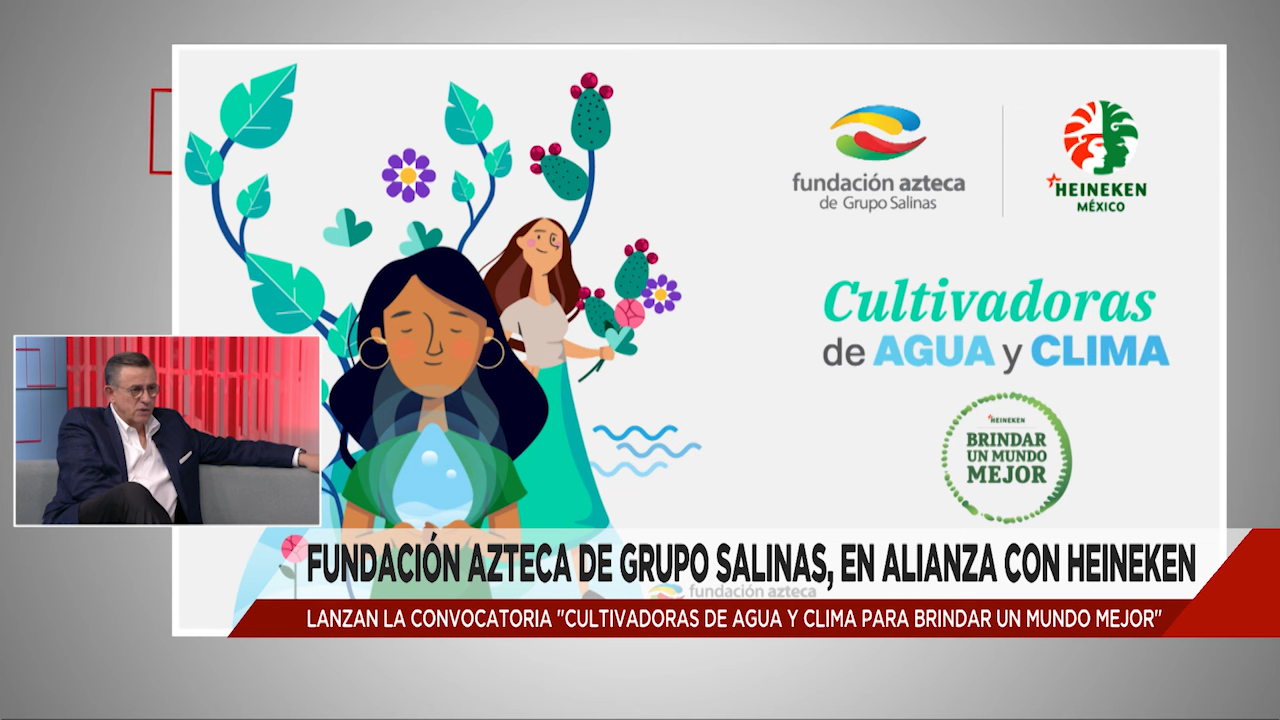 fundación azteca
de Grupo Salinas
HEINEKEN
MÉXICO
Cultivadoras
de AGUA y CLIMA
HEINEKEN
BRINDAR
UN MUNDO
MEJOR
FUNDACIÓN AZTECA DE GRUPO SALINAS, EN ALIANZA CON HEINEKEN
fundación azteca
LANZAN LA CONVOCATORIA "CULTIVADORAS DE AGUA Y CLIMA PARA BRINDAR UN MUNDO MEJOR"